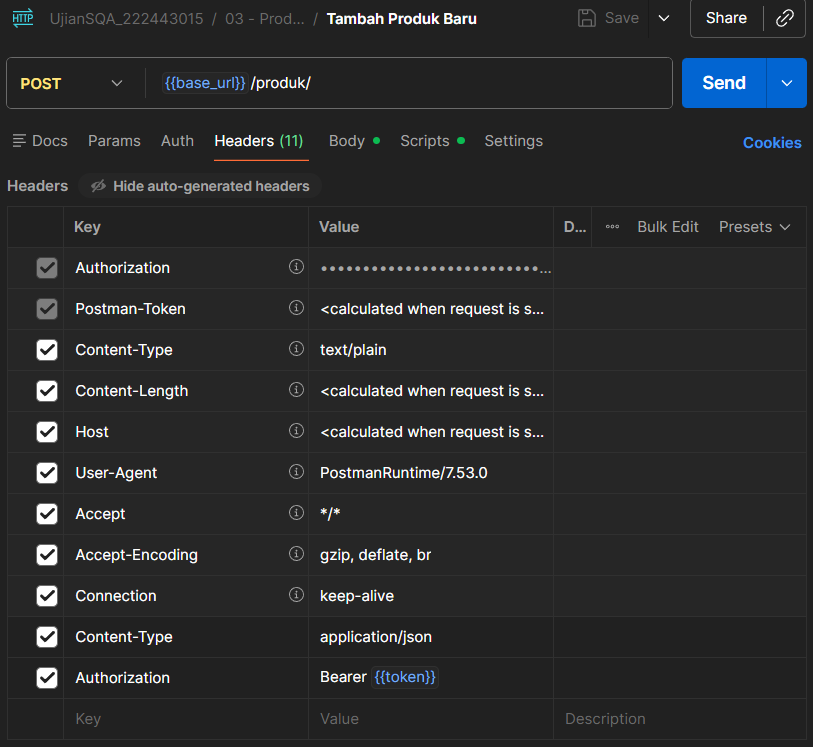 HTTP UjianSQA_222443015 / 03 - Prod... / Tambah Produk Baru Save Share
POST {{base_url}} /produk/ Send
Docs Params Auth Headers (11) Body Scripts Settings Cookies
Headers Hide auto-generated headers
Key Value D... Bulk Edit Presets
Authorization ••••••••••••••••••••••••••...
Postman-Token <calculated when request is s...
Content-Type text/plain
Content-Length <calculated when request is s...
Host <calculated when request is s...
User-Agent PostmanRuntime/7.53.0
Accept */*
Accept-Encoding gzip, deflate, br
Connection keep-alive
Content-Type application/json
Authorization Bearer {{token}}
Key Value Description